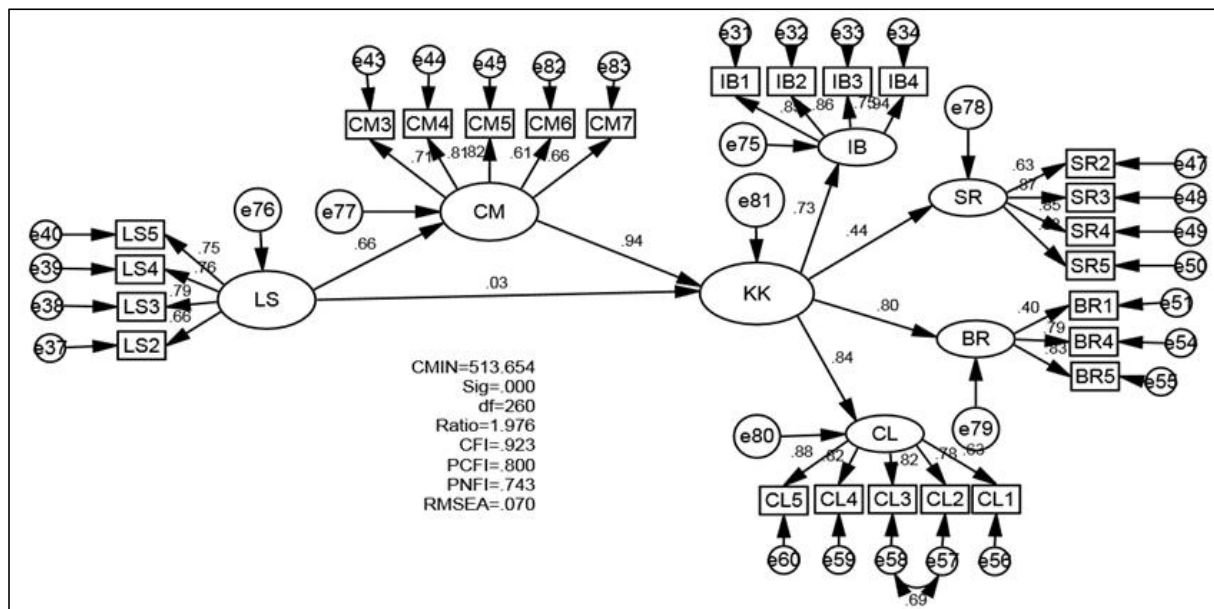 e31 e32 e33 e34
e43 e44 e45 e82 e83
IB1 IB2 IB3 IB4
e78
CM3 CM4 CM5 CM6 CM7
.86 .75 .94
e75 IB
.71 .81 .82 .61 .66
.63 SR2 e47
e76 e77 CM e81 SR .87 SR3 e48
e40 LS5 .73 .85 SR4 e49
.75 .66 .94 .44
e39 LS4 .76 SR5 e50
e38 LS3 .79 LS .03 KK
e37 LS2 .66 .80 .40 BR1 e51
BR .79 BR4 e54
.83 BR5 e55
.84
CMIN=513.654
Sig=.000
df=260
Ratio=1.976
CFI=.923
PCFI=.800
PNFI=.743
RMSEA=.070
e80 CL e79
.88 .82 .82 .78 .63
CL5 CL4 CL3 CL2 CL1
e60 e59 e58 e57 e56
.69